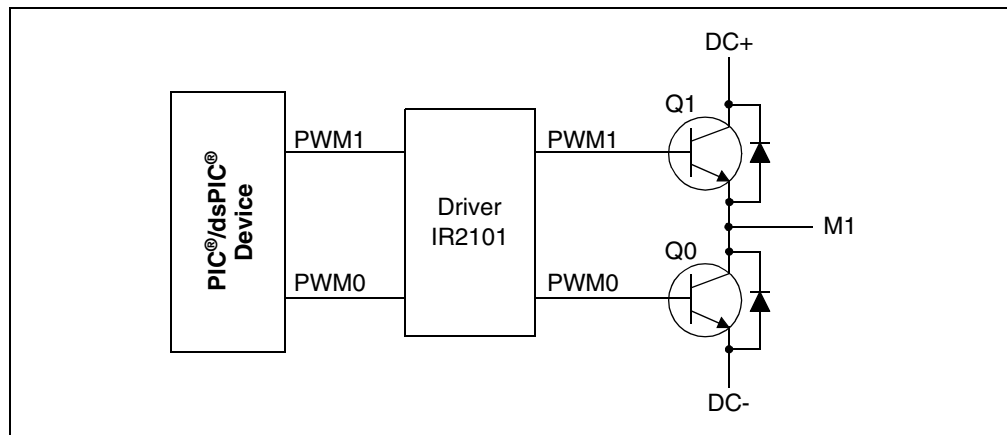 DC+
Q1
PWM1
PWM1
PIC®/dsPIC®
Device
Driver
IR2101
M1
Q0
PWM0
PWM0
DC-